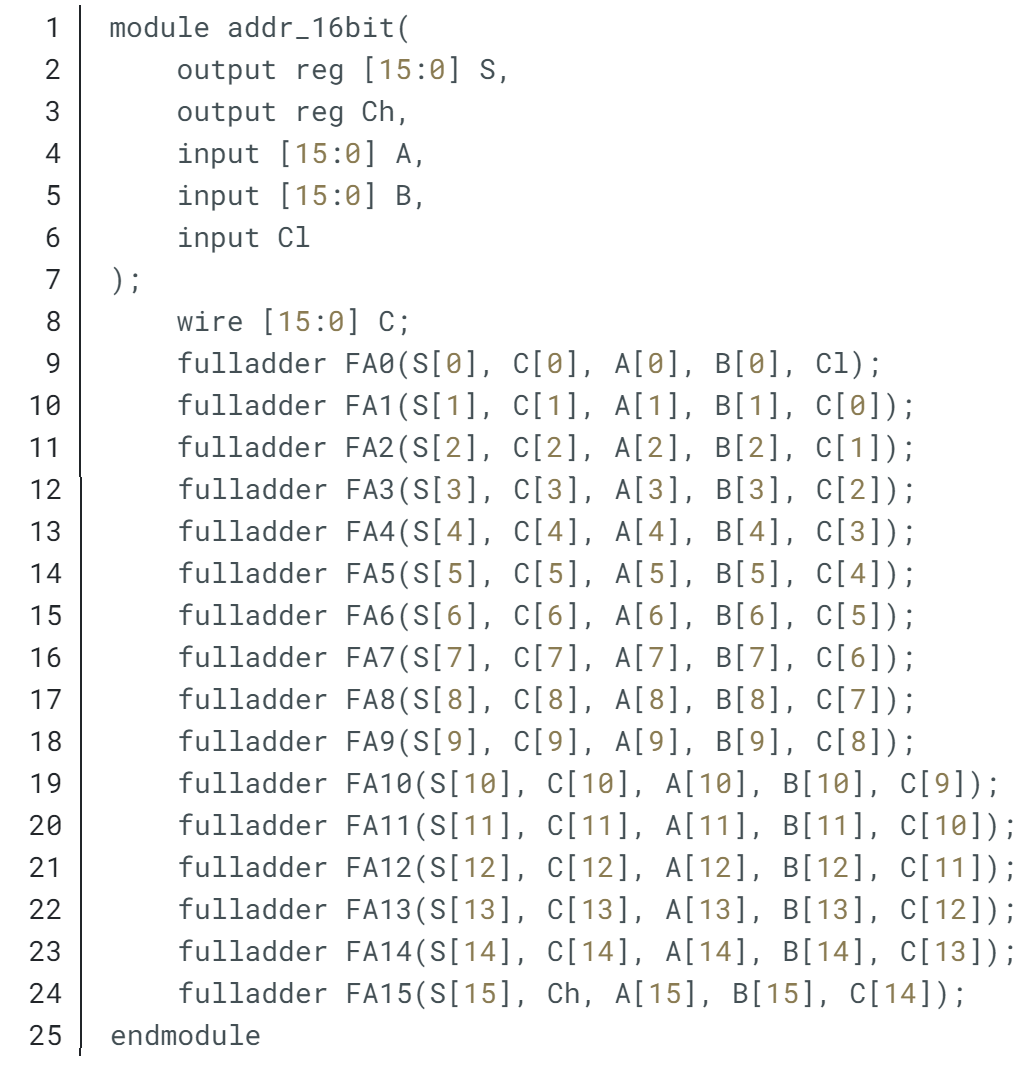 1 module addr_16bit(
2     output reg [15:0] S,
3     output reg Ch,
4     input [15:0] A,
5     input [15:0] B,
6     input Cl
7 );
8     wire [15:0] C;
9     fulladder FA0(S[0], C[0], A[0], B[0], Cl);
10     fulladder FA1(S[1], C[1], A[1], B[1], C[0]);
11     fulladder FA2(S[2], C[2], A[2], B[2], C[1]);
12     fulladder FA3(S[3], C[3], A[3], B[3], C[2]);
13     fulladder FA4(S[4], C[4], A[4], B[4], C[3]);
14     fulladder FA5(S[5], C[5], A[5], B[5], C[4]);
15     fulladder FA6(S[6], C[6], A[6], B[6], C[5]);
16     fulladder FA7(S[7], C[7], A[7], B[7], C[6]);
17     fulladder FA8(S[8], C[8], A[8], B[8], C[7]);
18     fulladder FA9(S[9], C[9], A[9], B[9], C[8]);
19     fulladder FA10(S[10], C[10], A[10], B[10], C[9]);
20     fulladder FA11(S[11], C[11], A[11], B[11], C[10]);
21     fulladder FA12(S[12], C[12], A[12], B[12], C[11]);
22     fulladder FA13(S[13], C[13], A[13], B[13], C[12]);
23     fulladder FA14(S[14], C[14], A[14], B[14], C[13]);
24     fulladder FA15(S[15], Ch, A[15], B[15], C[14]);
25 endmodule